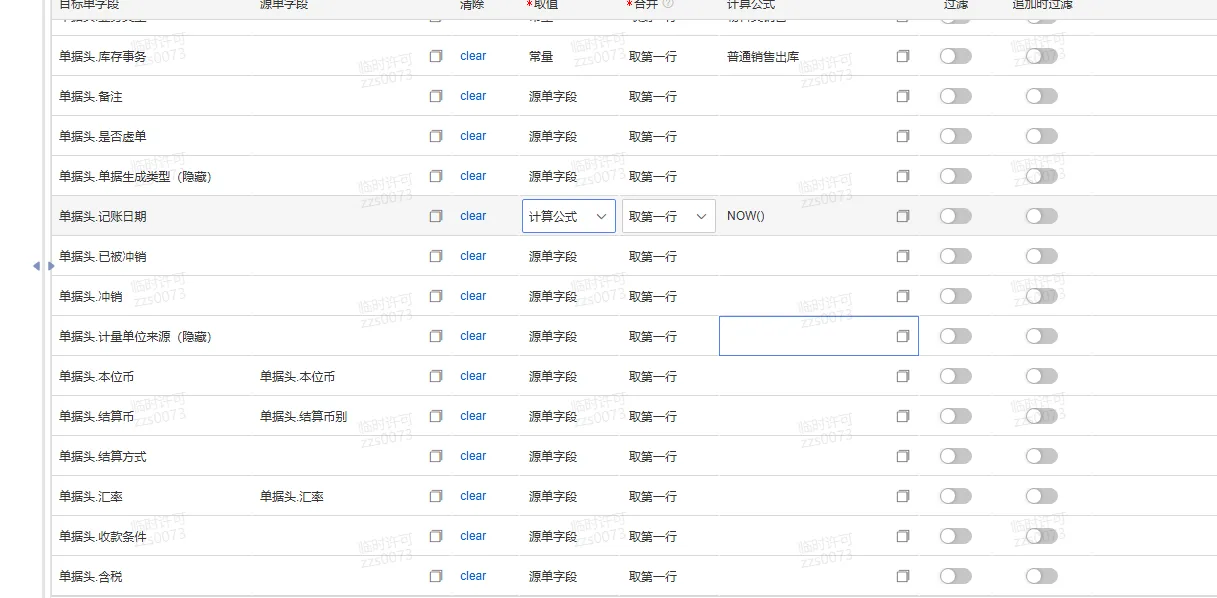 目标单字段 源单字段 清除 *取值 *合并 计算公式 过滤 追加时过滤
单据头.库存事务 clear 常量 取第一行 普通销售出库
单据头.备注 clear 源单字段 取第一行
单据头.是否虚单 clear 源单字段 取第一行
单据头.单据生成类型（隐藏） clear 源单字段 取第一行
单据头.记账日期 clear 计算公式 取第一行 NOW()
单据头.已被冲销 clear 源单字段 取第一行
单据头.冲销 clear 源单字段 取第一行
单据头.计量单位来源（隐藏） clear 源单字段 取第一行
单据头.本位币 单据头.本位币 clear 源单字段 取第一行
单据头.结算币 单据头.结算币别 clear 源单字段 取第一行
单据头.结算方式 clear 源单字段 取第一行
单据头.汇率 单据头.汇率 clear 源单字段 取第一行
单据头.收款条件 clear 源单字段 取第一行
单据头.含税 clear 源单字段 取第一行
临时许可
zzs0073